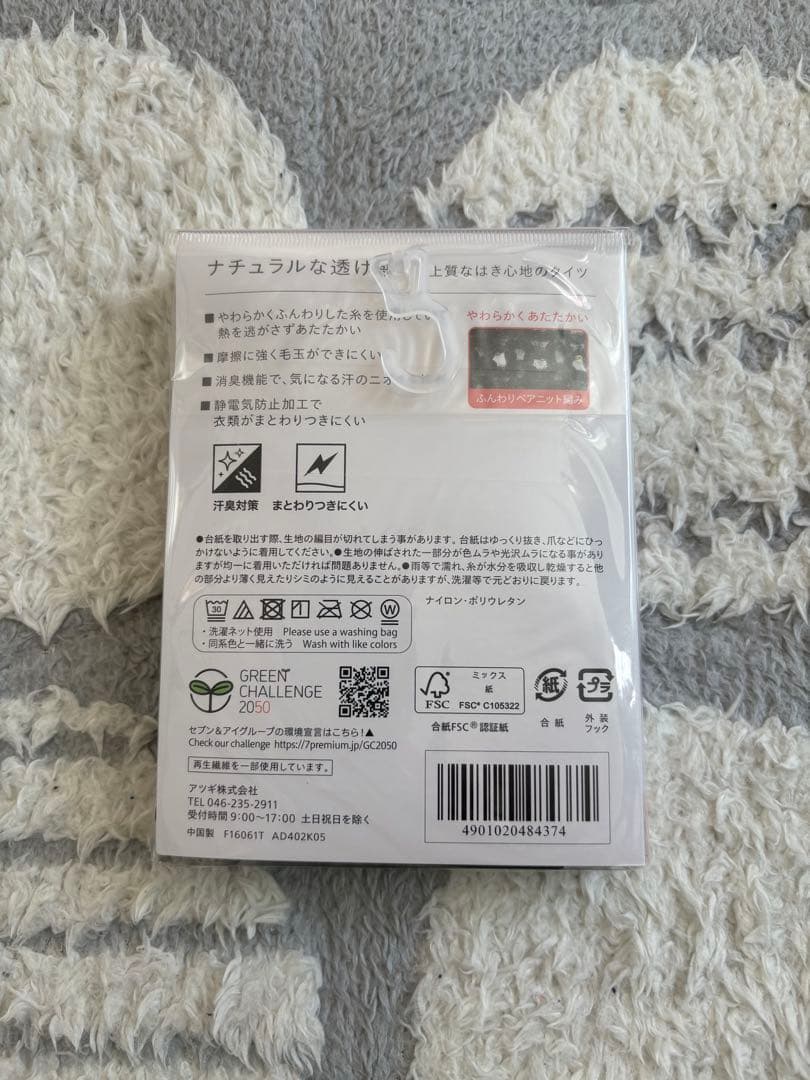 ナチュラルな透け 上質なはき心地のタイツ
■やわらかくふんわりした糸を使用してい
熱を逃がさずあたたかい
■摩擦に強く毛玉ができにくい
■消臭機能で、気になる汗のニオ
■静電気防止加工で
衣類がまとわりつきにくい
やわらかくあたたかい
ふんわりベアニット編み
汗臭対策 まとわりつきにくい
●台紙を取り出す際、生地の編目が切れてしまう事があります。台紙はゆっくり抜き、爪などにひっ
かけないように着用してください。●生地の伸ばされた一部分が色ムラや光沢ムラになる事があり
ますが均一に着用いただければ問題ありません。●雨等で濡れ、糸が水分を吸収し乾燥すると他
の部分より薄く見えたりシミのように見えることがありますが、洗濯等で元どおりに戻ります。
30 W
・洗濯ネット使用 Please use a washing bag
・同系色と一緒に洗う Wash with like colors
ナイロン・ポリウレタン
GREEN
CHALLENGE
2050
セブン&アイグループの環境宣言はこちら!▲
Check our challenge https://7premium.jp/GC2050
FSC
ミックス
紙
FSC® C105322
台紙FSC®認証紙
紙
台紙
プラ
外装
フック
再生繊維を一部使用しています。
アツギ株式会社
TEL 046-235-2911
受付時間 9:00〜17:00 土日祝日を除く
中国製 F16061T AD402K05
4901020484374